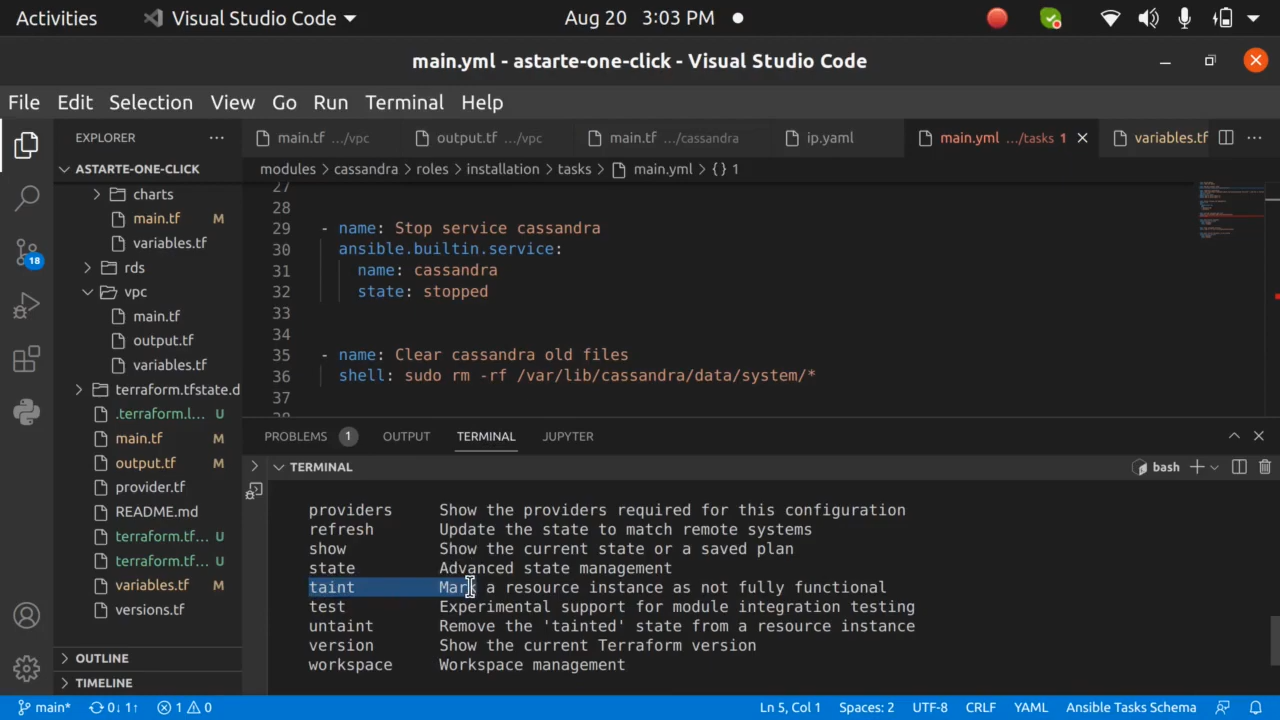 Activities
Visual Studio Code
Aug 20 3:03 PM
main.yml - astarte-one-click - Visual Studio Code
File Edit Selection View Go Run Terminal Help
EXPLORER
main.tf .../vpc
output.tf .../vpc
main.tf .../cassandra
ip.yaml
main.yml .../tasks 1
variables.tf
ASTARTE-ONE-CLICK
modules > cassandra > roles > installation > tasks > main.yml > {} 1
charts
main.tf M
variables.tf
rds
vpc
main.tf
output.tf
variables.tf
terraform.tfstate.d
.terraform.l... U
main.tf M
output.tf M
provider.tf
README.md
terraform.tf... U
terraform.tf... U
variables.tf M
versions.tf
OUTLINE
TIMELINE
18
27
28
29 - name: Stop service cassandra
30 ansible.builtin.service:
31 name: cassandra
32 state: stopped
33
34
35 - name: Clear cassandra old files
36 shell: sudo rm -rf /var/lib/cassandra/data/system/*
37
PROBLEMS 1 OUTPUT TERMINAL JUPYTER
TERMINAL
bash
providers Show the providers required for this configuration
refresh Update the state to match remote systems
show Show the current state or a saved plan
state Advanced state management
taint Mark a resource instance as not fully functional
test Experimental support for module integration testing
untaint Remove the 'tainted' state from a resource instance
version Show the current Terraform version
workspace Workspace management
main* 0↓ 1↑ 1 0 Ln 5, Col 1 Spaces: 2 UTF-8 CRLF YAML Ansible Tasks Schema